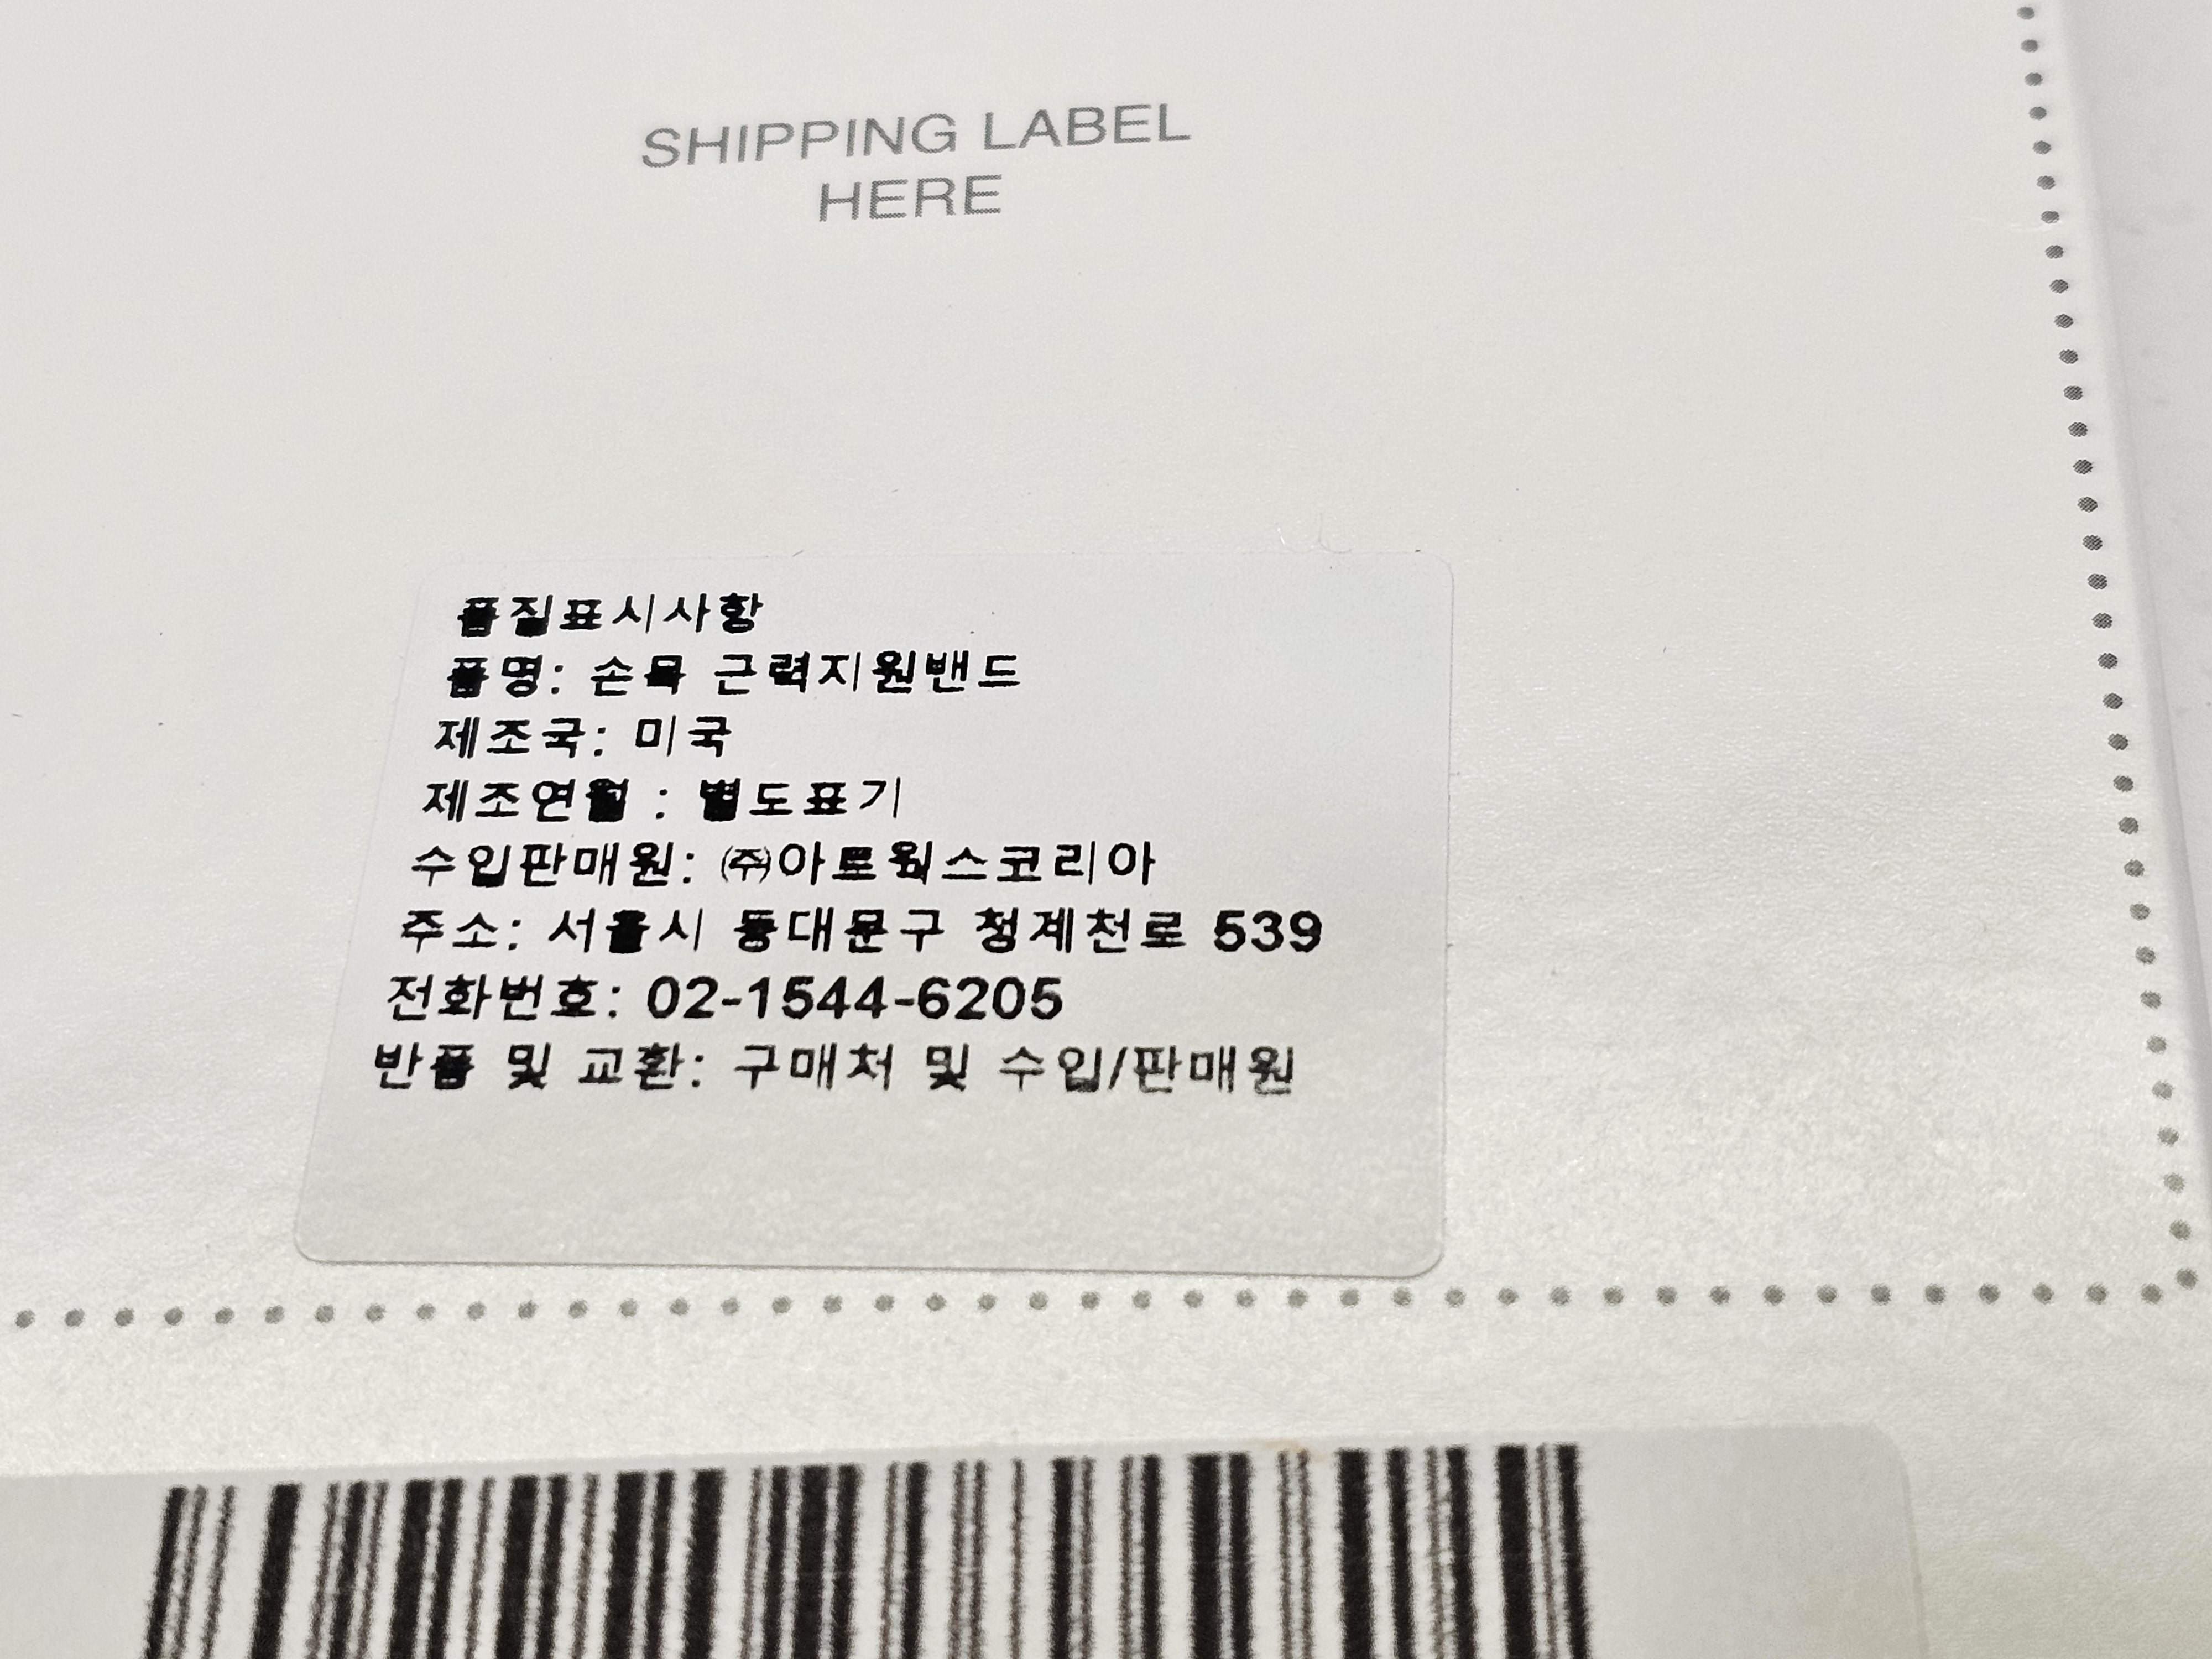 SHIPPING LABEL
HERE
품질표시사항
품명: 손목 근력지원밴드
제조국: 미국
제조연월 : 별도표기
수입판매원: ㈜아트웍스코리아
주소: 서울시 동대문구 청계천로 539
전화번호: 02-1544-6205
반품 및 교환: 구매처 및 수입/판매원